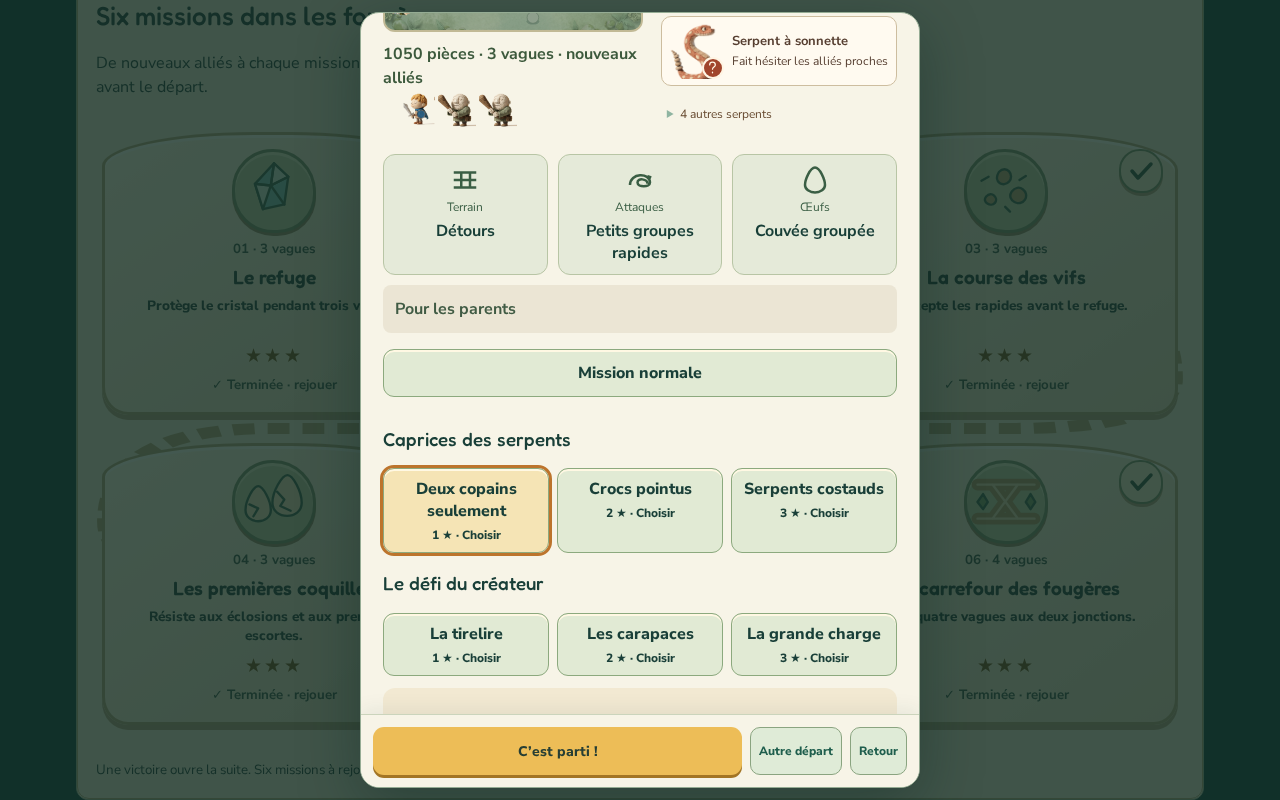 Six missions dans les
De nouveaux alliés à chaque mission
avant le départ.
01 · 3 vagues
Le refuge
Protège le cristal pendant trois
★★★
✓ Terminée · rejouer
03 · 3 vagues
La course des vifs
les rapides avant le refuge.
★★★
✓ Terminée · rejouer
04 · 3 vagues
Les premières
Résiste aux éclosions et aux
escortes.
★★★
✓ Terminée · rejouer
06 · 4 vagues
carrefour des fougères
quatre vagues aux deux jonctions.
★★★
✓ Terminée · rejouer
Une victoire ouvre la suite. Six missions à
1050 pièces · 3 vagues · nouveaux
alliés
?
Serpent à sonnette
Fait hésiter les alliés proches
4 autres serpents
Terrain
Détours
Attaques
Petits groupes
rapides
Œufs
Couvée groupée
Pour les parents
Mission normale
Caprices des serpents
Deux copains
seulement
1 ★ · Choisir
Crocs pointus
2 ★ · Choisir
Serpents costauds
3 ★ · Choisir
Le défi du créateur
La tirelire
1 ★ · Choisir
Les carapaces
2 ★ · Choisir
La grande charge
3 ★ · Choisir
C'est parti !
Autre départ
Retour